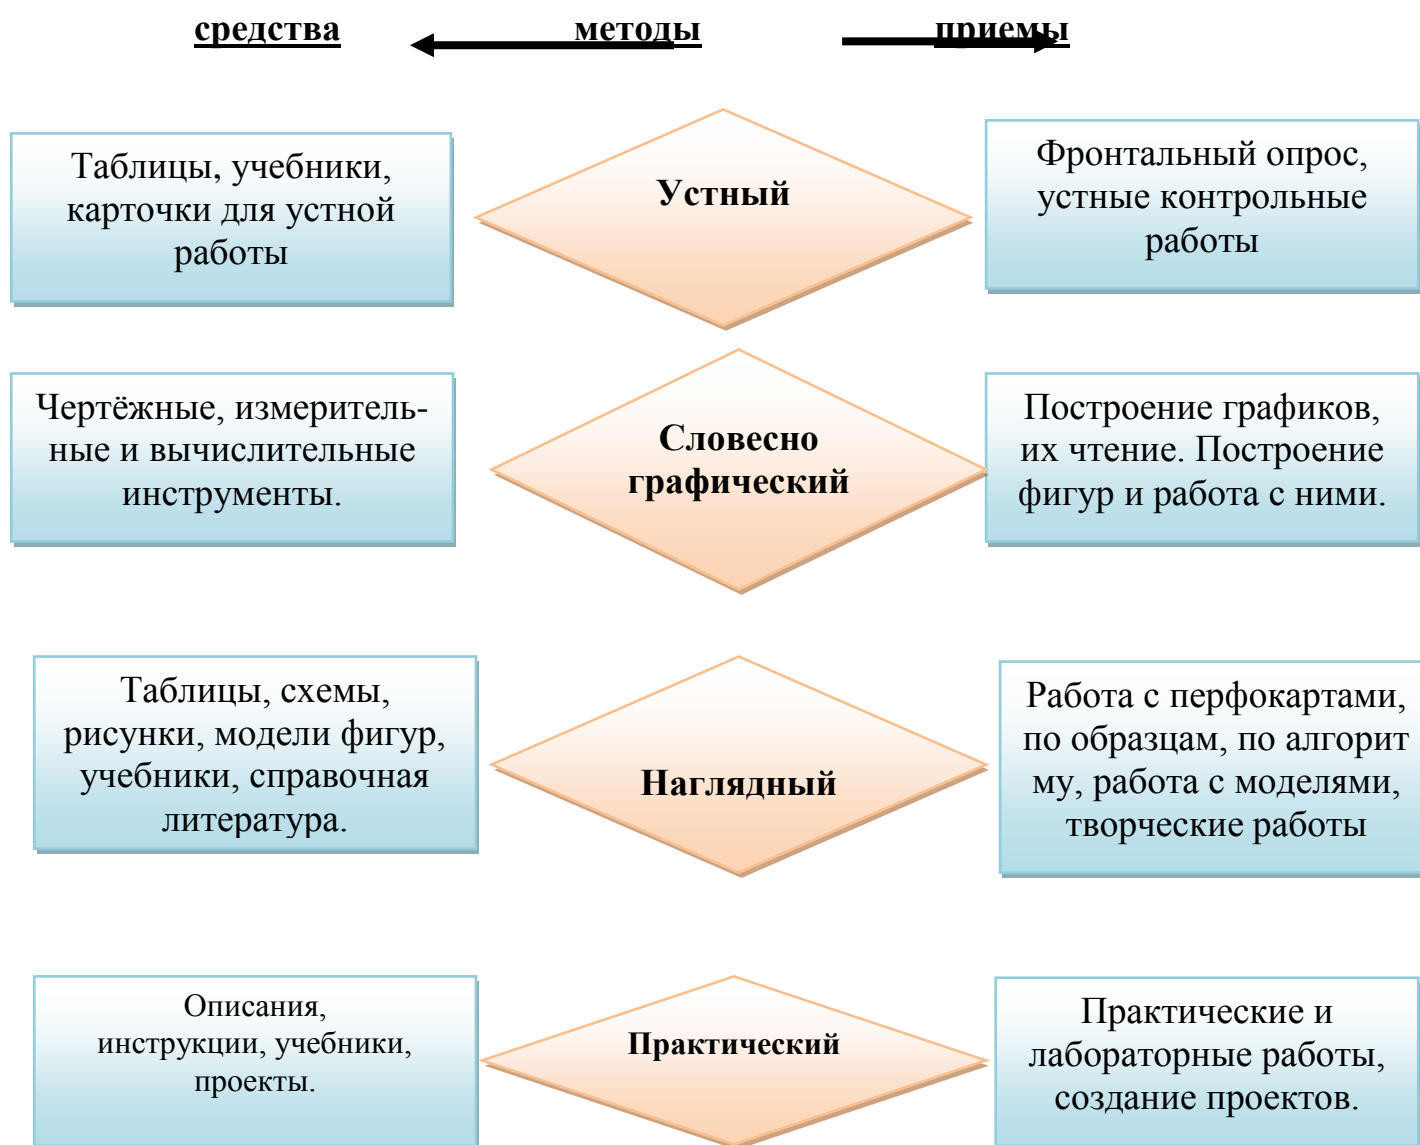 средства методы приемы
Таблицы, учебники,
карточки для устной
работы
Устный
Фронтальный опрос,
устные контрольные
работы
Чертёжные, измеритель-
ные и вычислительные
инструменты.
Словесно
графический
Построение графиков,
их чтение. Построение
фигур и работа с ними.
Таблицы, схемы,
рисунки, модели фигур,
учебники, справочная
литература.
Наглядный
Работа с перфокартами,
по образцам, по алгорит
му, работа с моделями,
творческие работы
Описания,
инструкции, учебники,
проекты.
Практический
Практические и
лабораторные работы,
создание проектов.